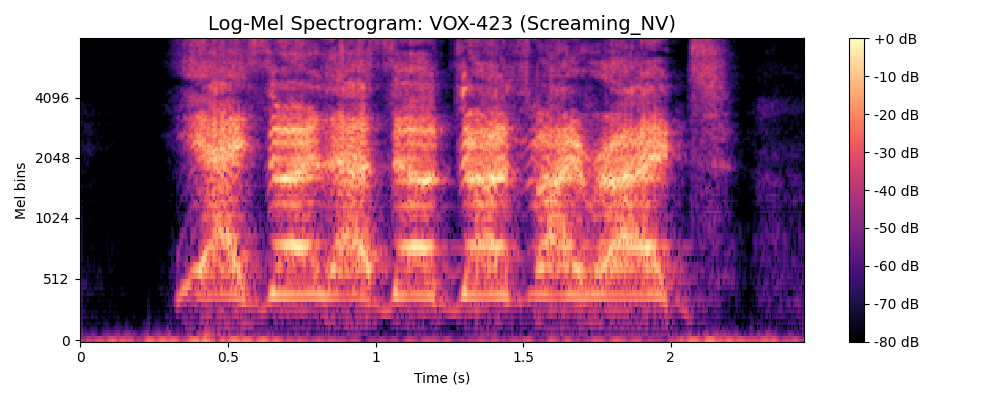 Log-Mel Spectrogram: VOX-423 (Screaming_NV)
Mel bins
4096
2048
1024
512
0
0
0.5
1
1.5
2
Time (s)
+0 dB
-10 dB
-20 dB
-30 dB
-40 dB
-50 dB
-60 dB
-70 dB
-80 dB